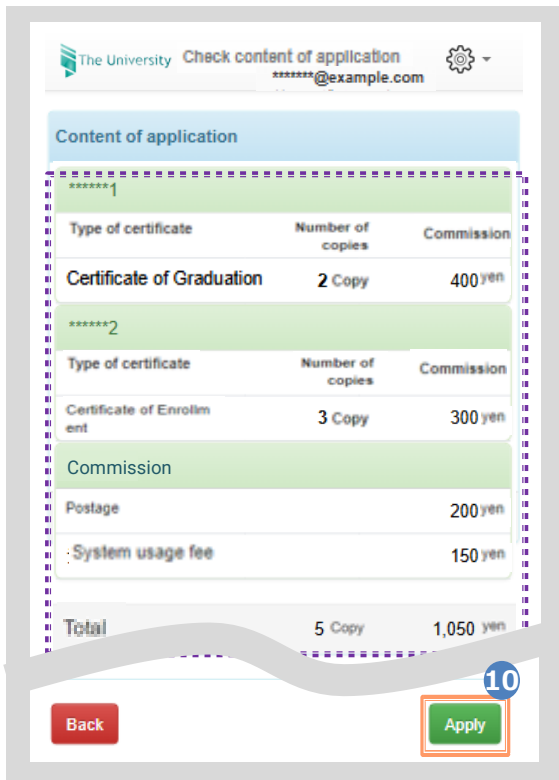 The University Check content of application
*******@example.com
Content of application
******1
Type of certificate Number of copies Commission
Certificate of Graduation 2 Copy 400 yen
******2
Type of certificate Number of copies Commission
Certificate of Enrollm
ent 3 Copy 300 yen
Commission
Postage 200 yen
System usage fee 150 yen
Total 5 Copy 1,050 yen
10
Back Apply